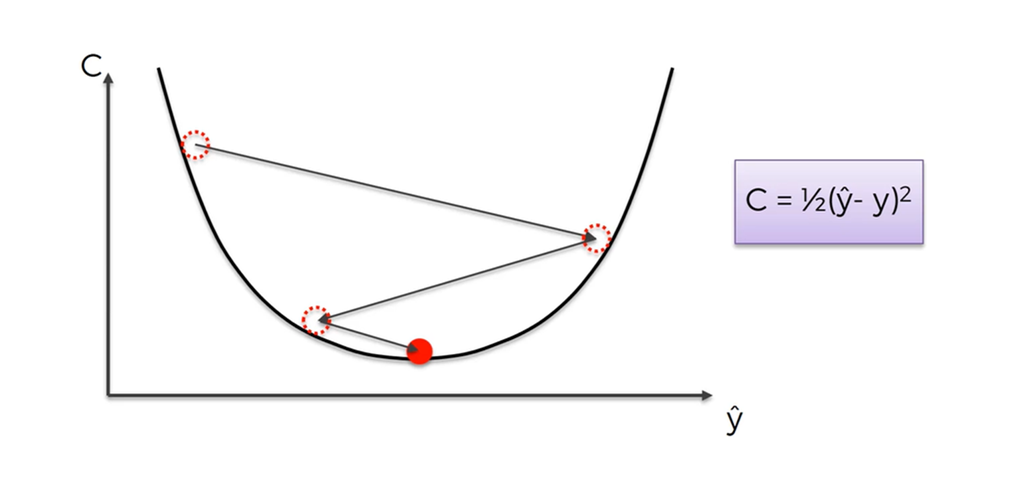 C
C = ½(ŷ- y)²
ŷ